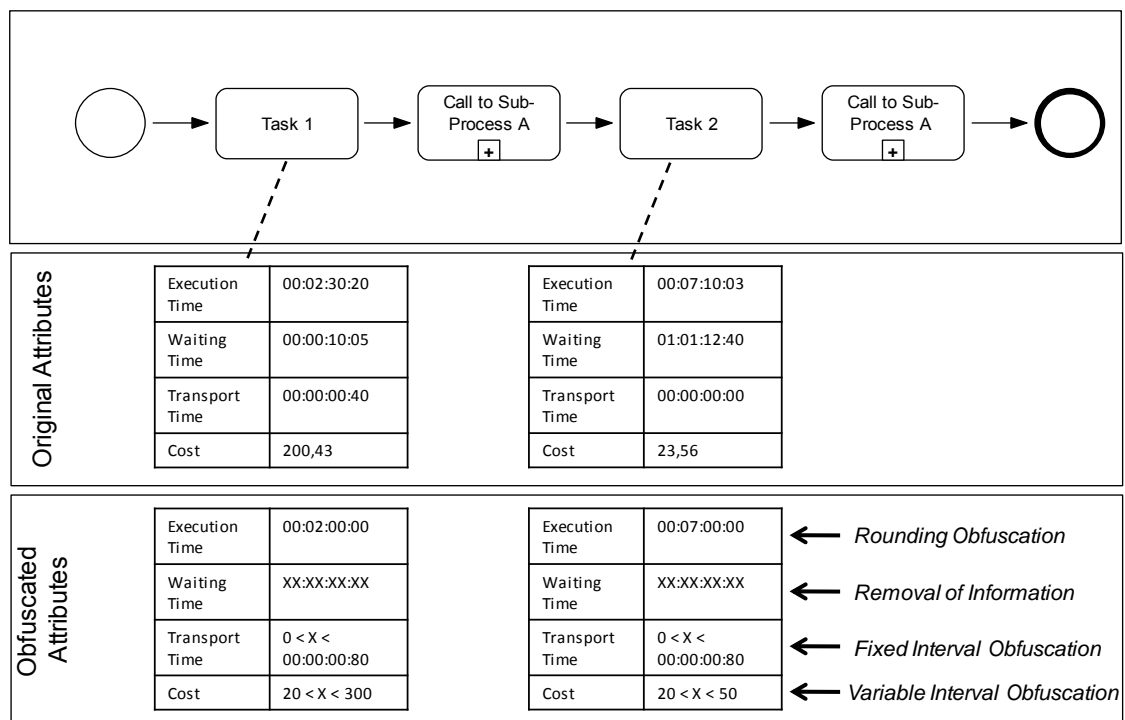 Task 1
Call to Sub-
Process A
+
Task 2
Call to Sub-
Process A
+
Original Attributes
Execution
Time
00:02:30:20
Waiting
Time
00:00:10:05
Transport
Time
00:00:00:40
Cost
200,43
Execution
Time
00:07:10:03
Waiting
Time
01:01:12:40
Transport
Time
00:00:00:00
Cost
23,56
Obfuscated
Attributes
Execution
Time
00:02:00:00
Waiting
Time
XX:XX:XX:XX
Transport
Time
0 < X <
00:00:00:80
Cost
20 < X < 300
Execution
Time
00:07:00:00
Waiting
Time
XX:XX:XX:XX
Transport
Time
0 < X <
00:00:00:80
Cost
20 < X < 50
Rounding Obfuscation
Removal of Information
Fixed Interval Obfuscation
Variable Interval Obfuscation